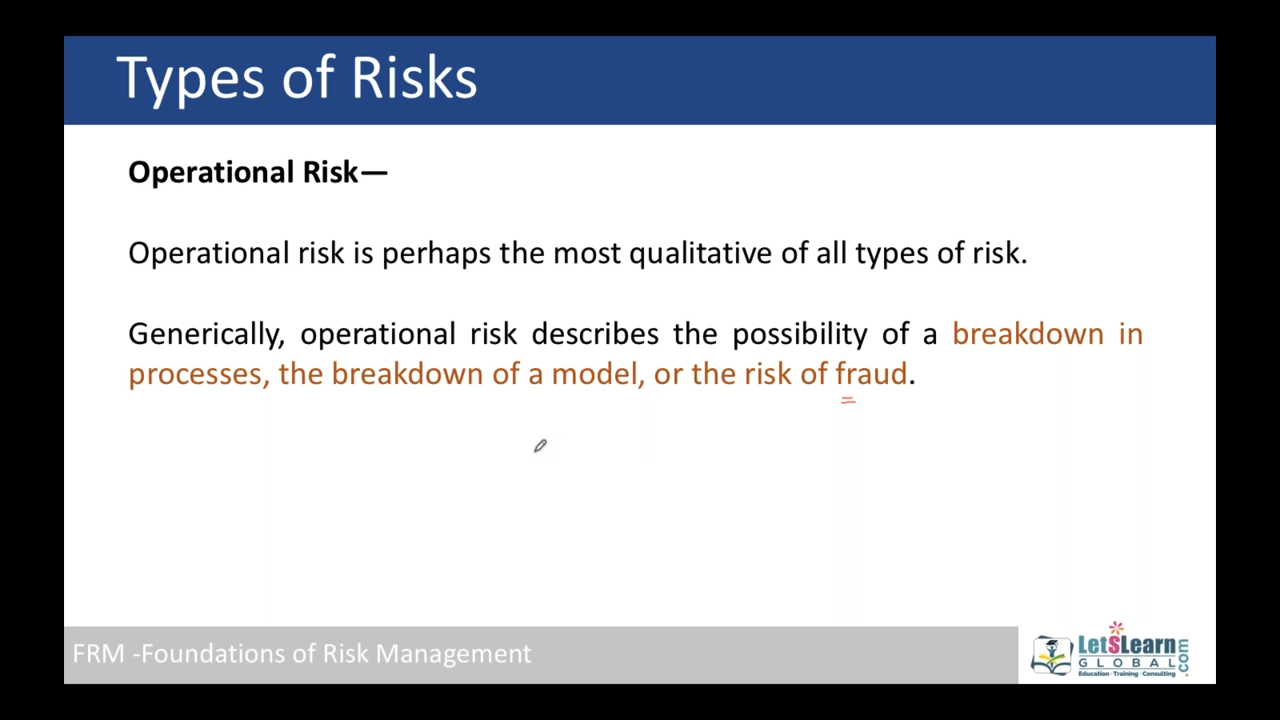 Types of Risks
Operational Risk—
Operational risk is perhaps the most qualitative of all types of risk.
Generically, operational risk describes the possibility of a breakdown in
processes, the breakdown of a model, or the risk of fraud.
FRM -Foundations of Risk Management
LetSLearn
GLOBAL
.com
Education · Training · Consulting